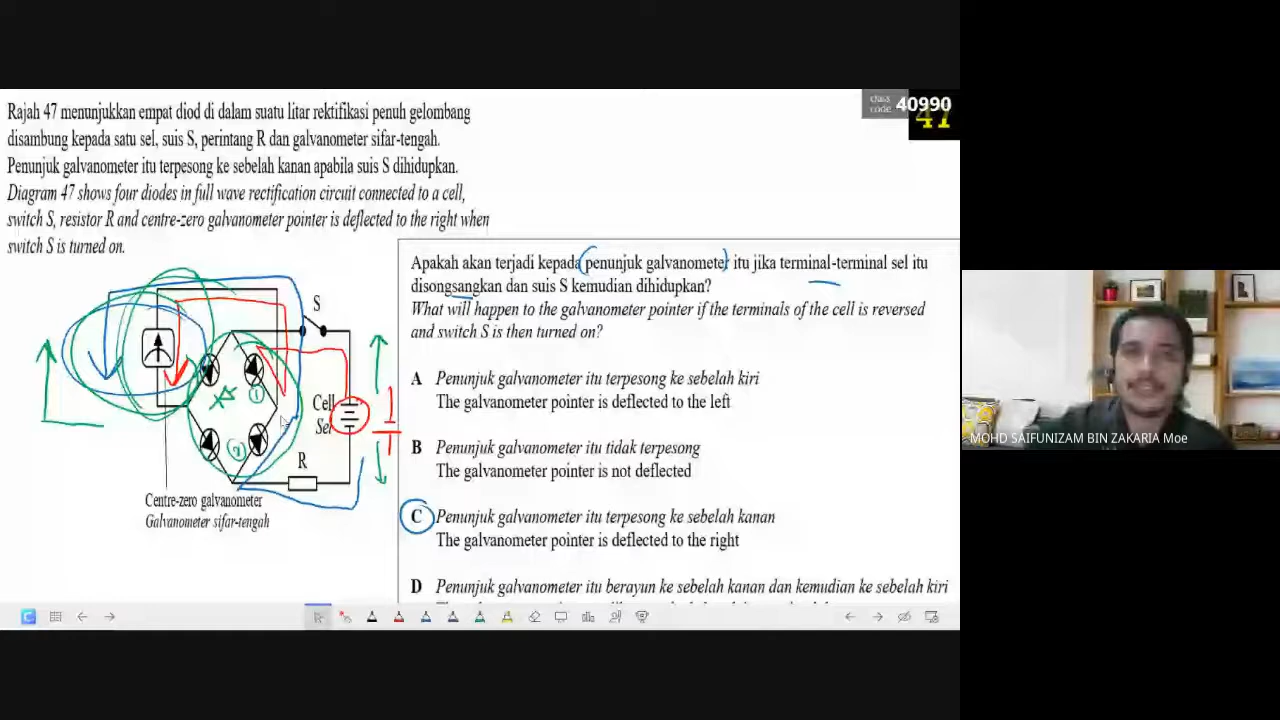 class code 40990
47
Rajah 47 menunjukkan empat diod di dalam suatu litar rektifikasi penuh gelombang
disambung kepada satu sel, suis S, perintang R dan galvanometer sifar-tengah.
Penunjuk galvanometer itu terpesong ke sebelah kanan apabila suis S dihidupkan.
Diagram 47 shows four diodes in full wave rectification circuit connected to a cell,
switch S, resistor R and centre-zero galvanometer pointer is deflected to the right when
switch S is turned on.
S
Cell
Sel
R
1
2
Centre-zero galvanometer
Galvanometer sifar-tengah
Apakah akan terjadi kepada penunjuk galvanometer itu jika terminal-terminal sel itu
disongsangkan dan suis S kemudian dihidupkan?
What will happen to the galvanometer pointer if the terminals of the cell is reversed
and switch S is then turned on?
A Penunjuk galvanometer itu terpesong ke sebelah kiri
The galvanometer pointer is deflected to the left
B Penunjuk galvanometer itu tidak terpesong
The galvanometer pointer is not deflected
C Penunjuk galvanometer itu terpesong ke sebelah kanan
The galvanometer pointer is deflected to the right
D Penunjuk galvanometer itu berayun ke sebelah kanan dan kemudian ke sebelah kiri
MOHD SAIFUNIZAM BIN ZAKARIA Moe